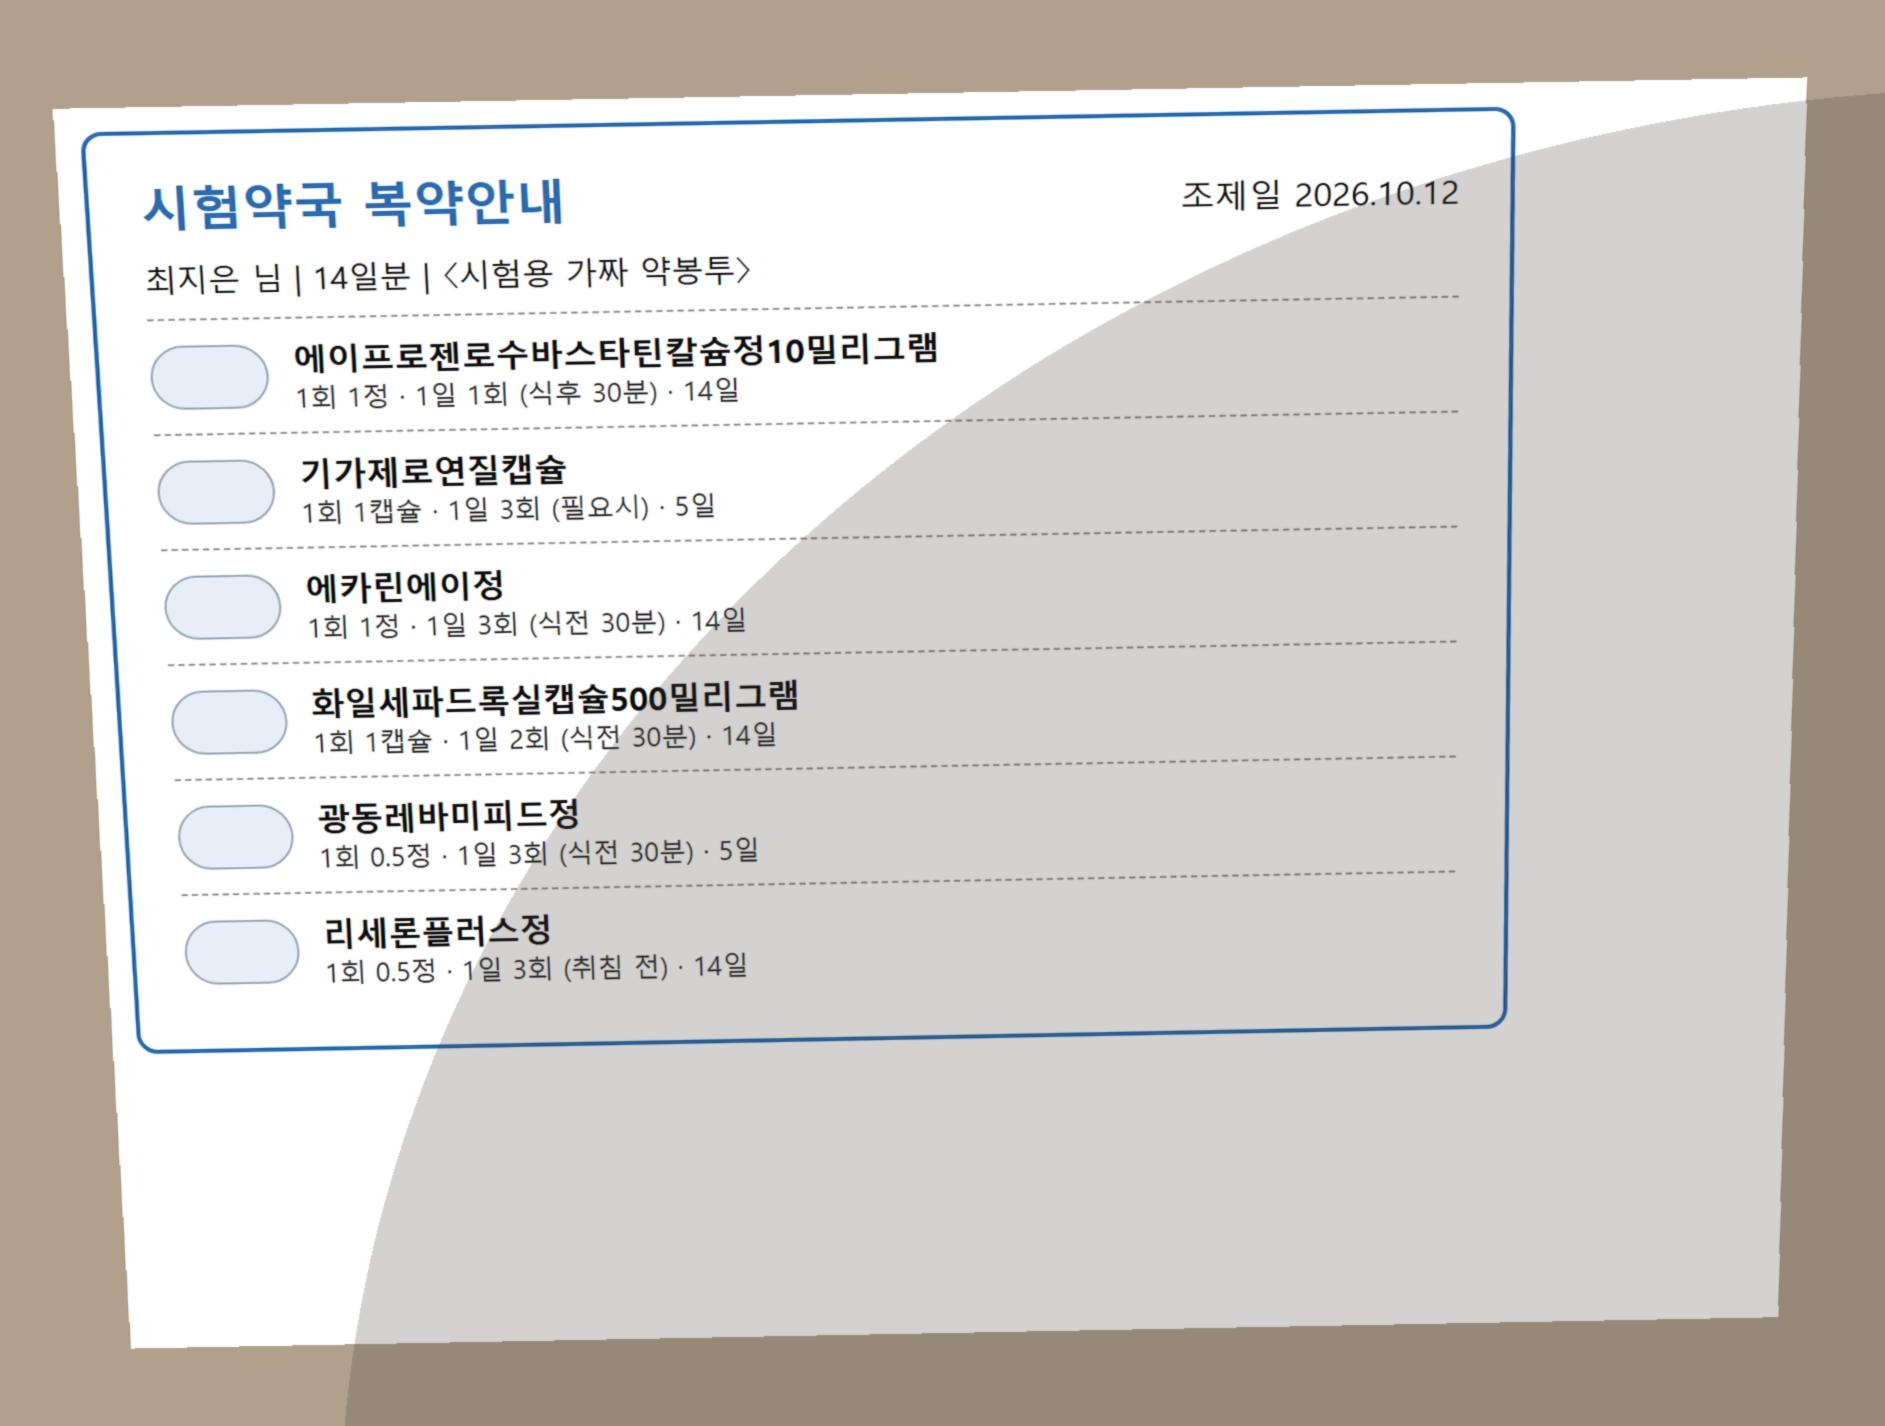 시험약국 복약안내
조제일 2026.10.12
최지은 님 | 14일분 | <시험용 가짜 약봉투>
에이프로젠로수바스타틴칼슘정10밀리그램
1회 1정 · 1일 1회 (식후 30분) · 14일
기가제로연질캡슐
1회 1캡슐 · 1일 3회 (필요시) · 5일
에카린에이정
1회 1정 · 1일 3회 (식전 30분) · 14일
화일세파드록실캡슐500밀리그램
1회 1캡슐 · 1일 2회 (식전 30분) · 14일
광동레바미피드정
1회 0.5정 · 1일 3회 (식전 30분) · 5일
리세론플러스정
1회 0.5정 · 1일 3회 (취침 전) · 14일